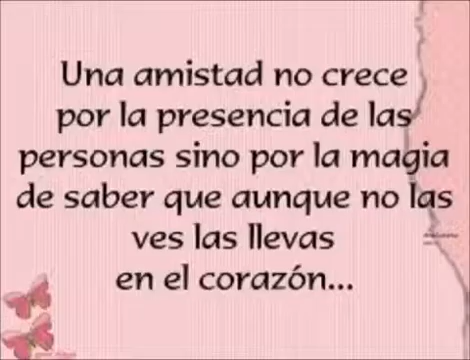 Una amistad no crece
por la presencia de las
personas sino por la magia
de saber que aunque no las
ves las llevas
en el corazón...